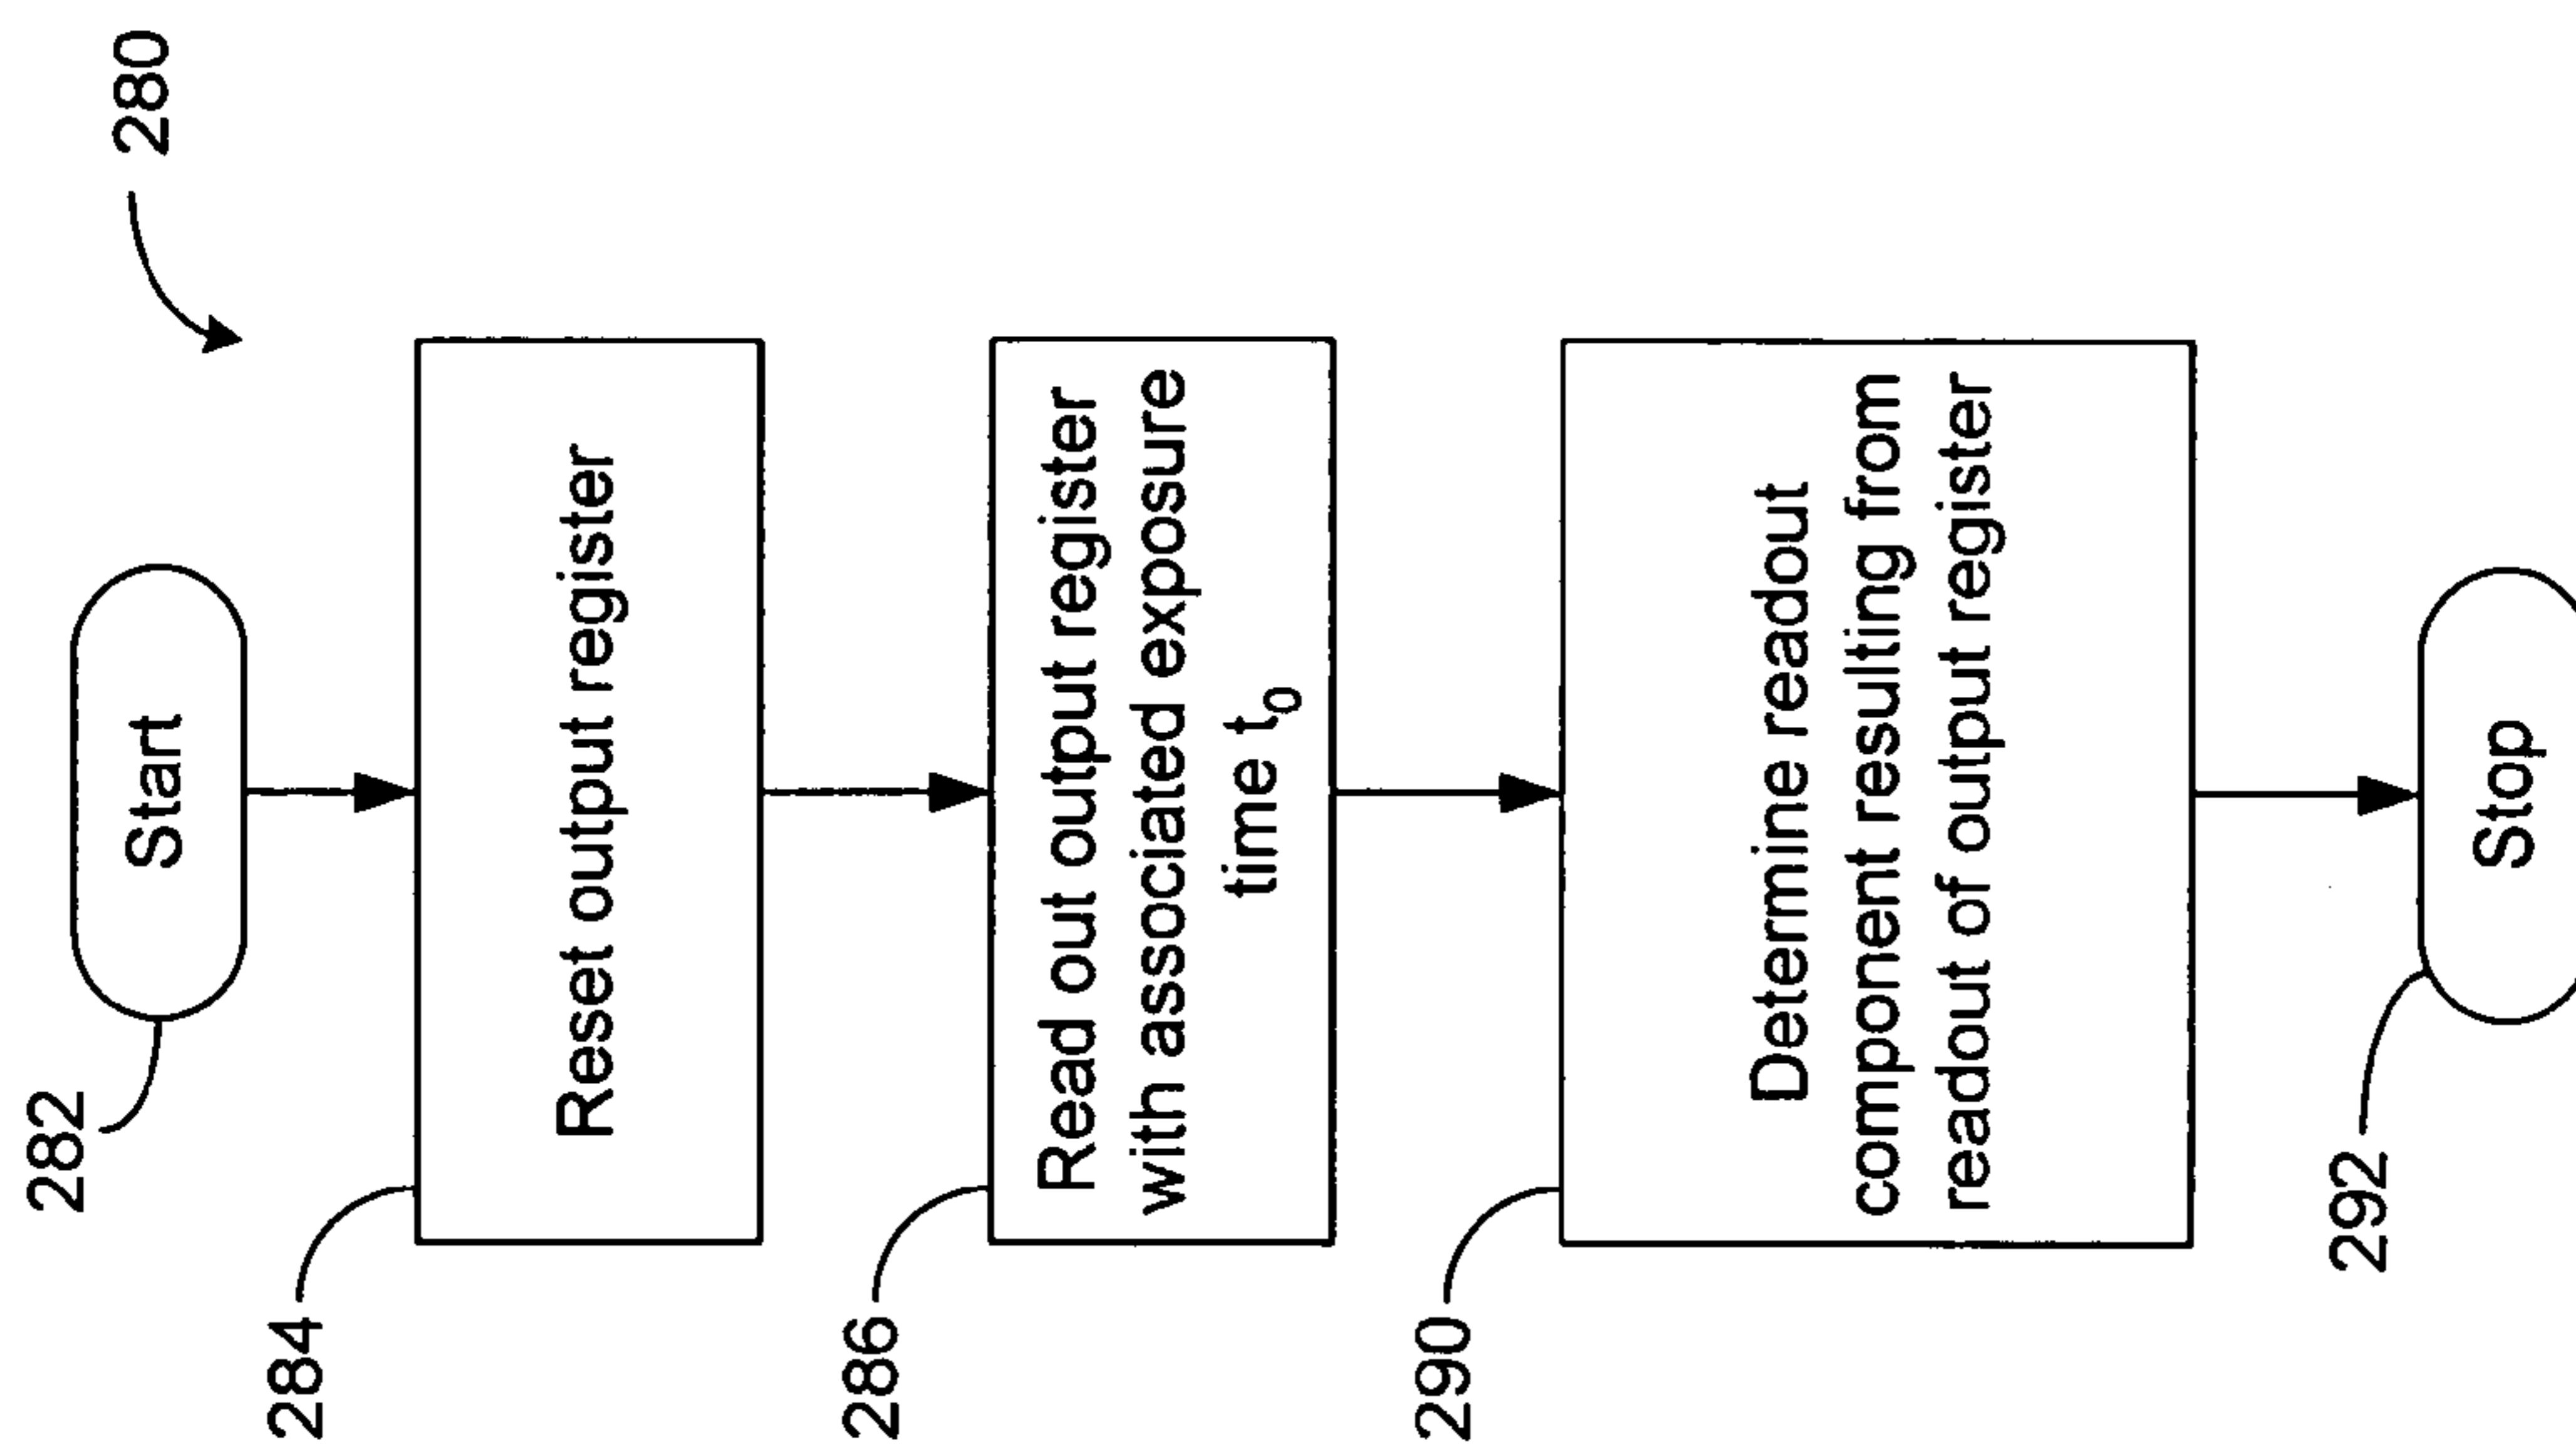 280
282
Start
284
Reset output register
286
Read out output register
with associated exposure
time t₀
290
Determine readout
component resulting from
readout of output register
292
Stop